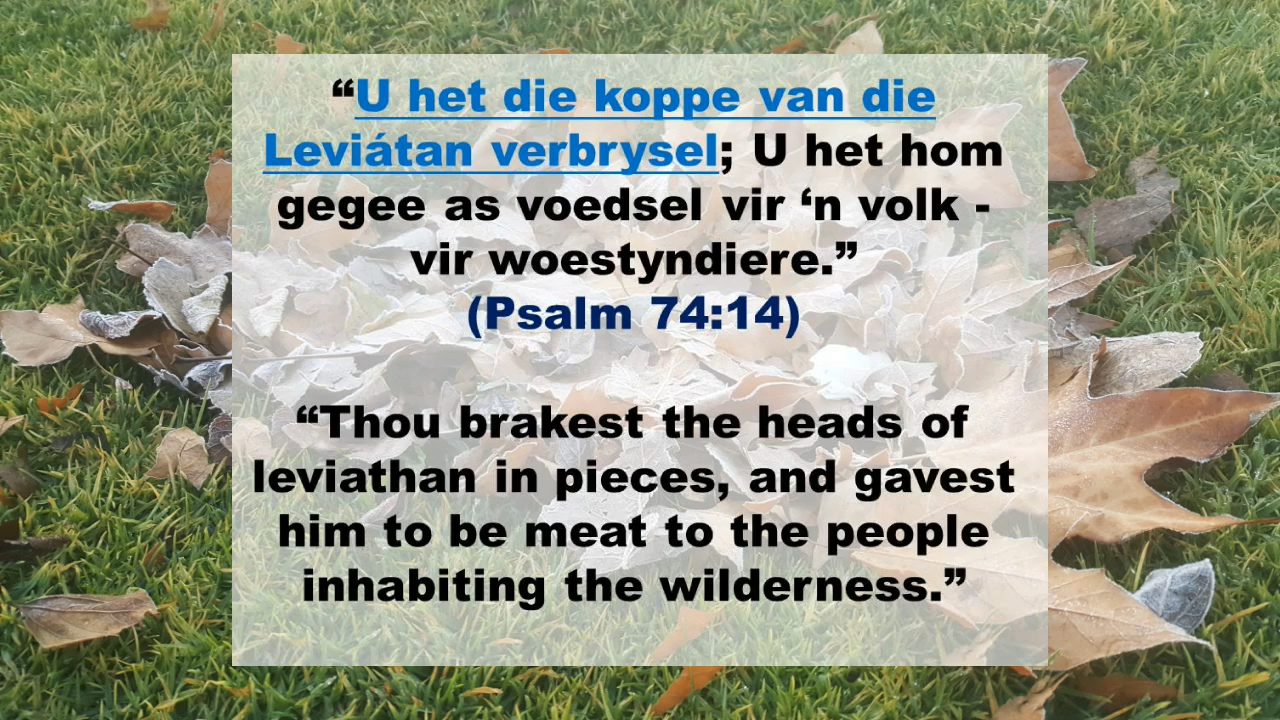 “U het die koppe van die
Leviátan verbrysel; U het hom
gegee as voedsel vir ‘n volk -
vir woestyndiere.”
(Psalm 74:14)
“Thou brakest the heads of
leviathan in pieces, and gavest
him to be meat to the people
inhabiting the wilderness.”